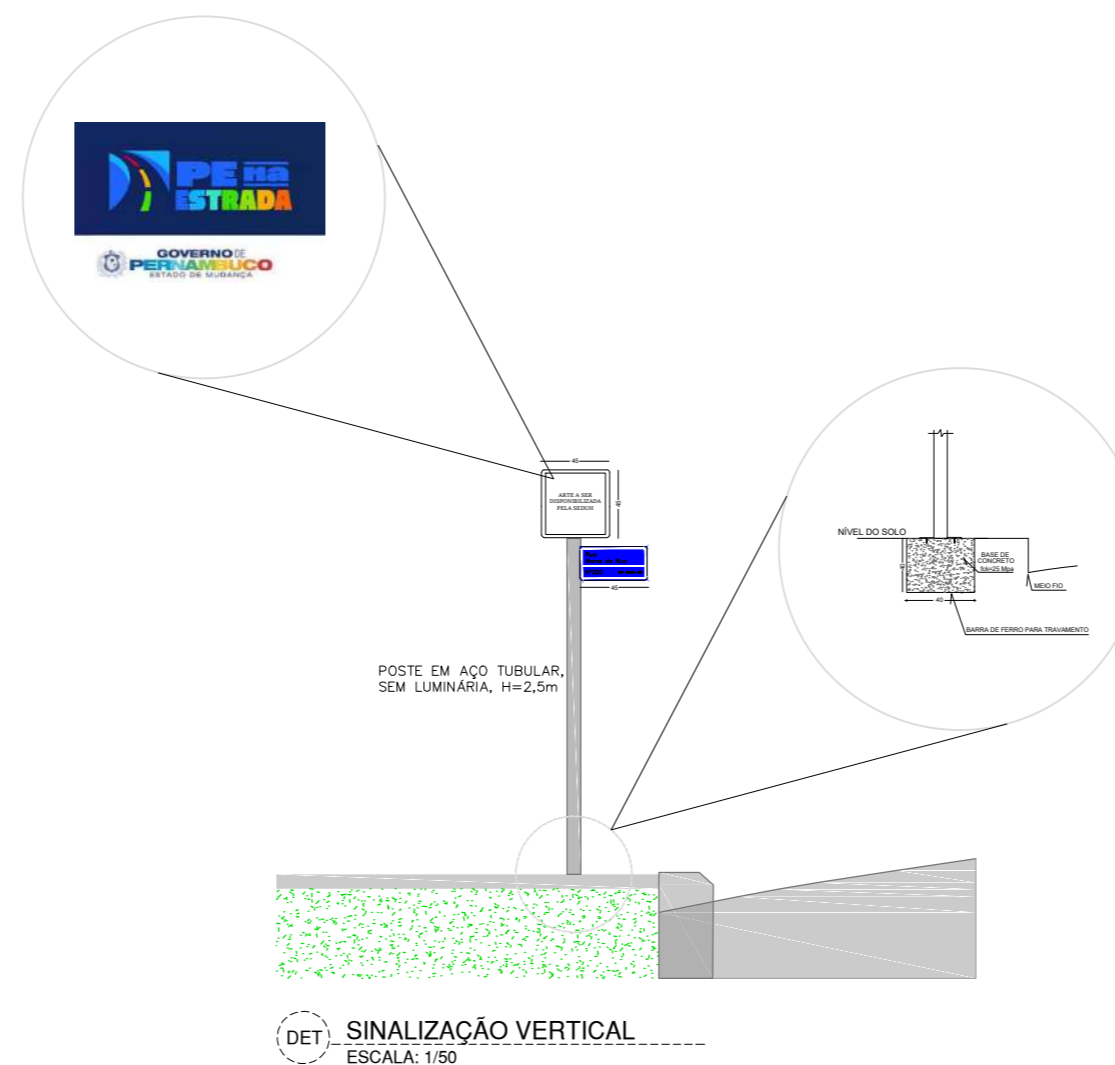 PE na
ESTRADA
GOVERNO DE
PERNAMBUCO
ESTADO DE MUDANÇA
45
ARTE A SER
DISPONIBILIZADA
PELA SEDUH
45
45
POSTE EM AÇO TUBULAR,
SEM LUMINÁRIA, H=2,5m
NÍVEL DO SOLO
BASE DE
CONCRETO
fck=25 Mpa
40
40
MEIO FIO
BARRA DE FERRO PARA TRAVAMENTO
DET
SINALIZAÇÃO VERTICAL
ESCALA: 1/50